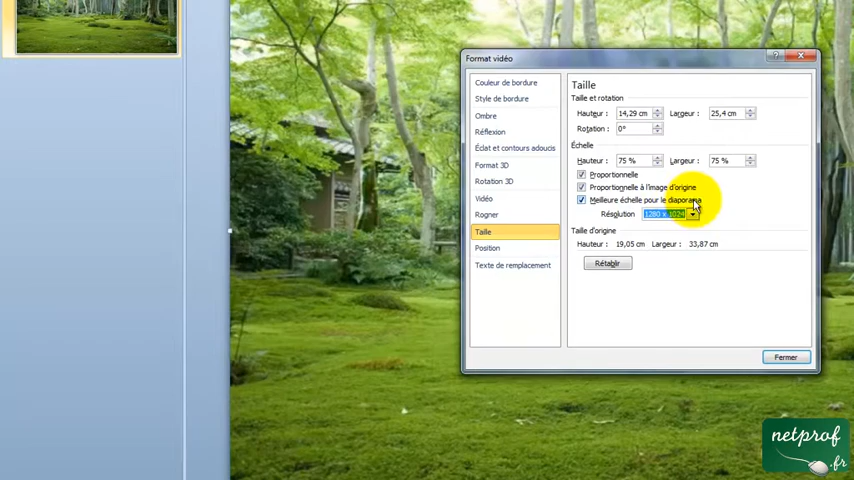 Format vidéo
Couleur de bordure
Style de bordure
Ombre
Réflexion
Éclat et contours adoucis
Format 3D
Rotation 3D
Vidéo
Rogner
Taille
Position
Texte de remplacement
Taille
Taille et rotation
Hauteur : 14,29 cm Largeur : 25,4 cm
Rotation : 0°
Échelle
Hauteur : 75 % Largeur : 75 %
Proportionnelle
Proportionnelle à l'image d'origine
Meilleure échelle pour le diaporama
Résolution 1280 x 1024
Taille d'origine
Hauteur : 19,05 cm Largeur : 33,87 cm
Rétablir
Fermer
netprof
.fr